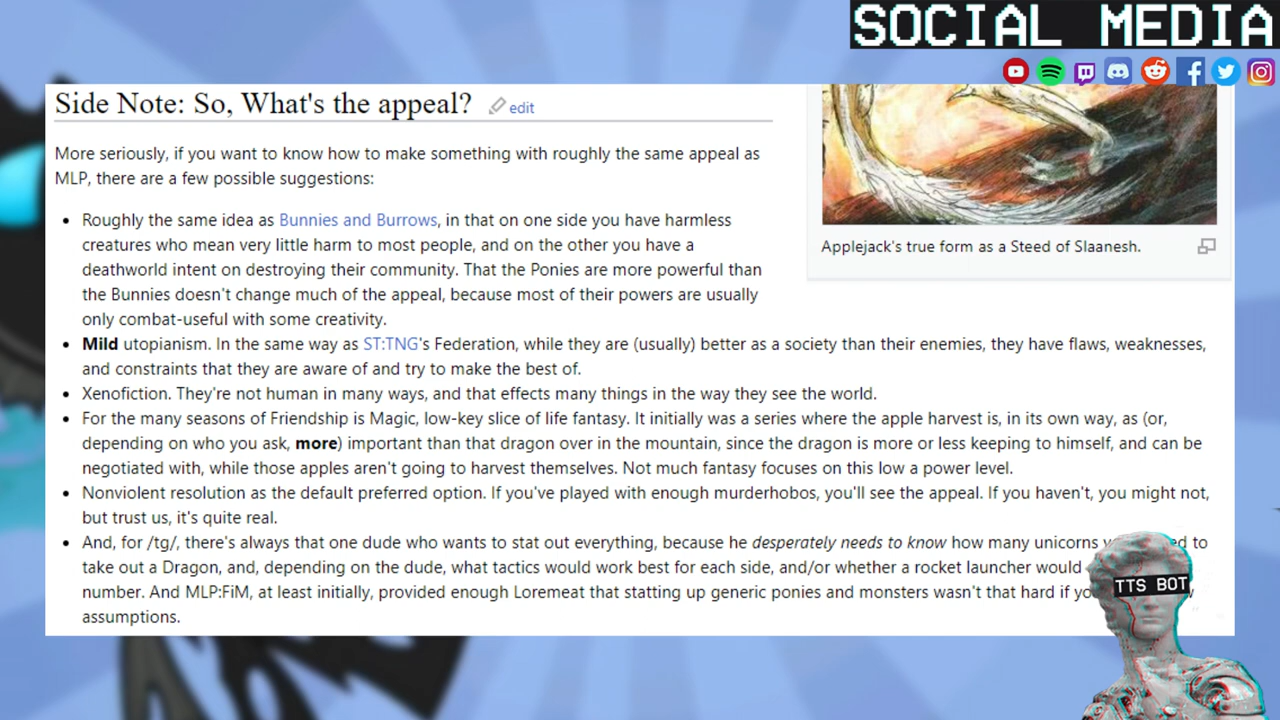 SOCIAL MEDIA
Side Note: So, What's the appeal? edit
More seriously, if you want to know how to make something with roughly the same appeal as
MLP, there are a few possible suggestions:
Applejack's true form as a Steed of Slaanesh.
• Roughly the same idea as Bunnies and Burrows, in that on one side you have harmless
creatures who mean very little harm to most people, and on the other you have a
deathworld intent on destroying their community. That the Ponies are more powerful than
the Bunnies doesn't change much of the appeal, because most of their powers are usually
only combat-useful with some creativity.
• Mild utopianism. In the same way as ST:TNG's Federation, while they are (usually) better as a society than their enemies, they have flaws, weaknesses,
and constraints that they are aware of and try to make the best of.
• Xenofiction. They're not human in many ways, and that effects many things in the way they see the world.
• For the many seasons of Friendship is Magic, low-key slice of life fantasy. It initially was a series where the apple harvest is, in its own way, as (or,
depending on who you ask, more) important than that dragon over in the mountain, since the dragon is more or less keeping to himself, and can be
negotiated with, while those apples aren't going to harvest themselves. Not much fantasy focuses on this low a power level.
• Nonviolent resolution as the default preferred option. If you've played with enough murderhobos, you'll see the appeal. If you haven't, you might not,
but trust us, it's quite real.
• And, for /tg/, there's always that one dude who wants to stat out everything, because he desperately needs to know how many unicorns to
take out a Dragon, and, depending on the dude, what tactics would work best for each side, and/or whether a rocket launcher would
number. And MLP:FiM, at least initially, provided enough Loremeat that statting up generic ponies and monsters wasn't that hard if
assumptions.
TTS BOT